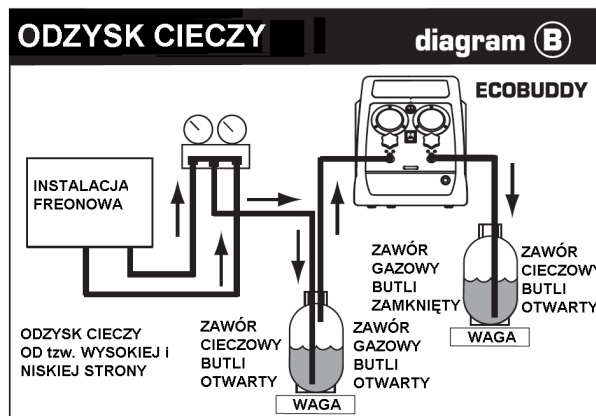 ODZYSK CIECZY
diagram B
ECOBUDDY
INSTALACJA
FREONOWA
ODZYSK CIECZY
OD tzw. WYSOKIEJ i
NISKIEJ STRONY
ZAWÓR
CIECZOWY
BUTLI
OTWARTY
ZAWÓR
GAZOWY
BUTLI
OTWARTY
WAGA
ZAWÓR
GAZOWY
BUTLI
ZAMKNIĘTY
ZAWÓR
CIECZOWY
BUTLI
OTWARTY
WAGA